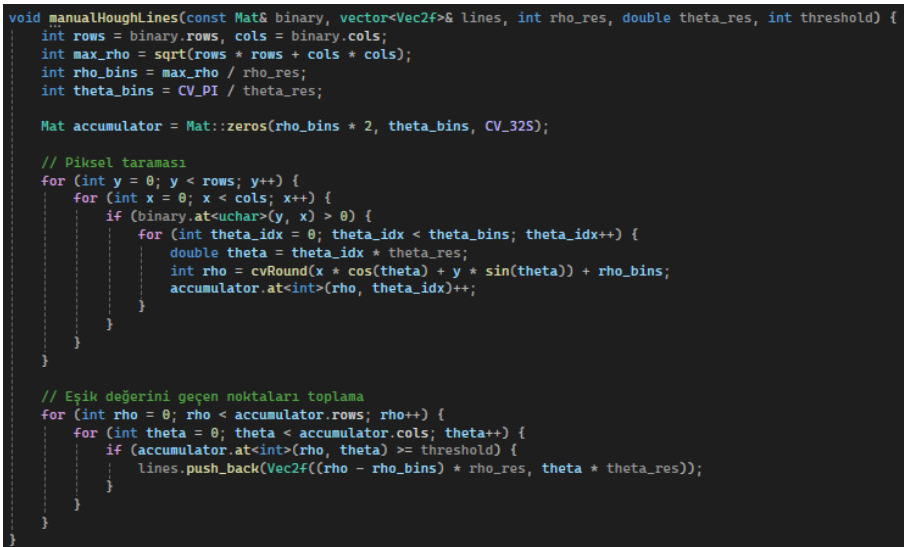 void manualHoughLines(const Mat& binary, vector<Vec2f>& lines, int rho_res, double theta_res, int threshold) {
    int rows = binary.rows, cols = binary.cols;
    int max_rho = sqrt(rows * rows + cols * cols);
    int rho_bins = max_rho / rho_res;
    int theta_bins = CV_PI / theta_res;

    Mat accumulator = Mat::zeros(rho_bins * 2, theta_bins, CV_32S);

    // Piksel taraması
    for (int y = 0; y < rows; y++) {
        for (int x = 0; x < cols; x++) {
            if (binary.at<uchar>(y, x) > 0) {
                for (int theta_idx = 0; theta_idx < theta_bins; theta_idx++) {
                    double theta = theta_idx * theta_res;
                    int rho = cvRound(x * cos(theta) + y * sin(theta)) + rho_bins;
                    accumulator.at<int>(rho, theta_idx)++;
                }
            }
        }
    }

    // Eşik değerini geçen noktaları toplama
    for (int rho = 0; rho < accumulator.rows; rho++) {
        for (int theta = 0; theta < accumulator.cols; theta++) {
            if (accumulator.at<int>(rho, theta) >= threshold) {
                lines.push_back(Vec2f((rho - rho_bins) * rho_res, theta * theta_res));
            }
        }
    }
}